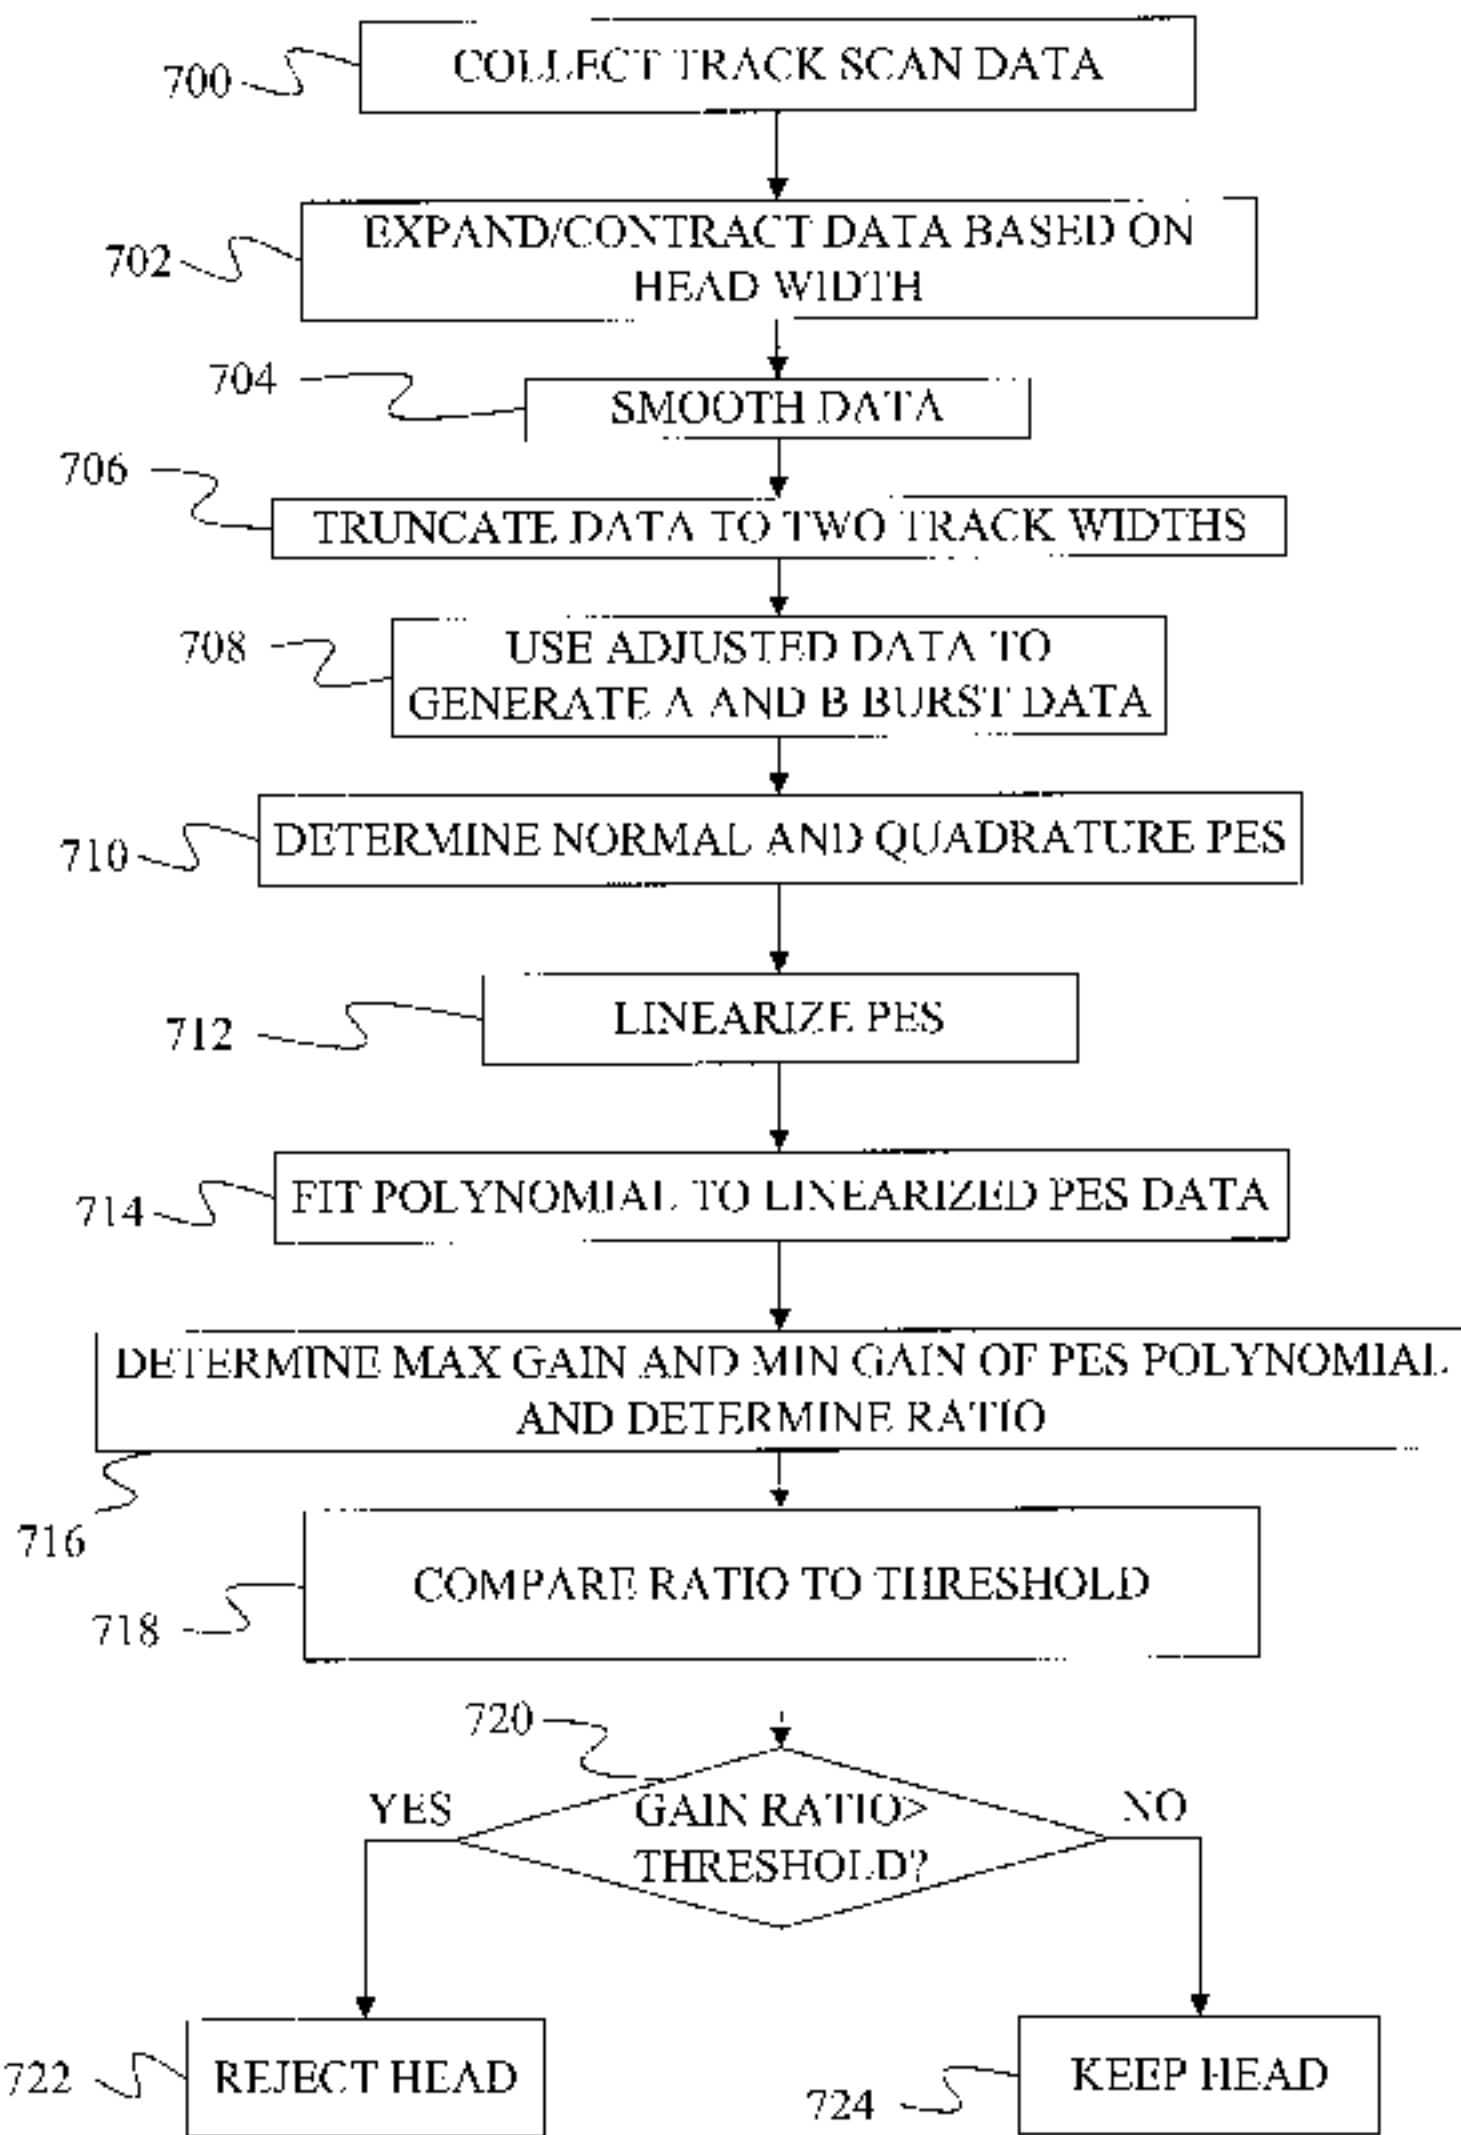 700
COLLECT TRACK SCAN DATA
702
EXPAND/CONTRACT DATA BASED ON
HEAD WIDTH
704
SMOOTH DATA
706
TRUNCATE DATA TO TWO TRACK WIDTHS
708
USE ADJUSTED DATA TO
GENERATE A AND B BURST DATA
710
DETERMINE NORMAL AND QUADRATURE PES
712
LINEARIZE PES
714
FIT POLYNOMIAL TO LINEARIZED PES DATA
DETERMINE MAX GAIN AND MIN GAIN OF PES POLYNOMIAL
AND DETERMINE RATIO
716
COMPARE RATIO TO THRESHOLD
718
720
YES
GAIN RATIO>
THRESHOLD?
NO
722
REJECT HEAD
724
KEEP HEAD